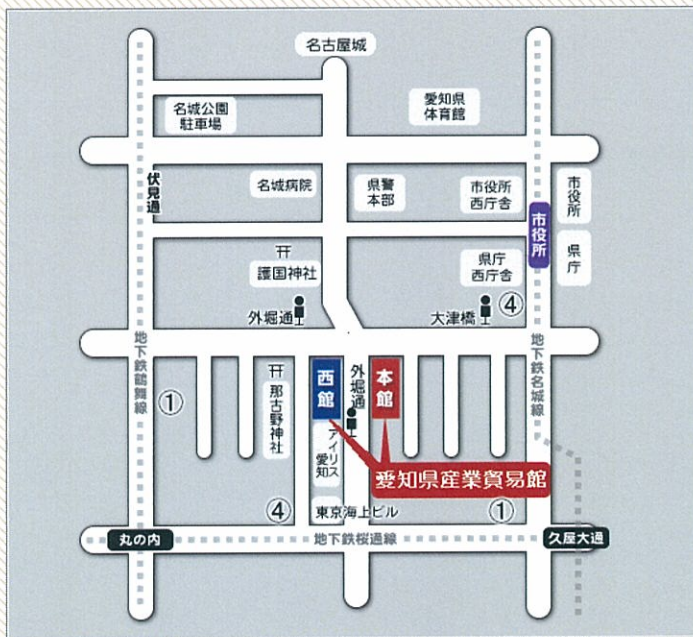 名古屋城
名城公園
駐車場
愛知県
体育館
伏見通
名城病院
県警
本部
市役所
西庁舎
市役所
市役所
護国神社
県庁
西庁舎
県庁
外堀通
大津橋
④
地下鉄鶴舞線
①
那古野神社
西館
外堀通
本館
地下鉄名城線
アイリス
愛知
愛知県産業貿易館
④
東京海上ビル
①
丸の内
地下鉄桜通線
久屋大通